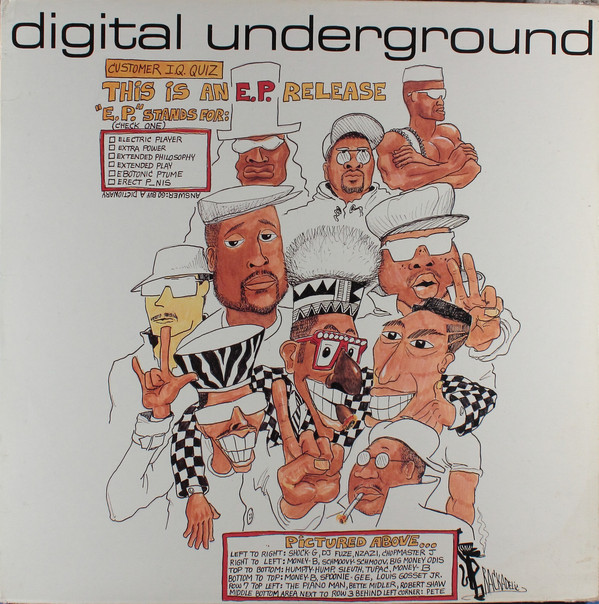 digital underground
CUSTOMER I.Q. QUIZ
THIS IS AN E.P. RELEASE
"E.P." STANDS FOR:
(CHECK ONE)
ELECTRIC PLAYER
EXTRA POWER
EXTENDED PHILOSOPHY
EXTENDED PLAY
EBOTONIC PTUME
ERECT P_NIS
ANSWER: GO BUY A DICTIONARY
PICTURED ABOVE...
LEFT TO RIGHT: SHOCK-G, DJ FUZE, NZAZI, CHOPMASTER J
RIGHT TO LEFT: MONEY-B, SCHMOOVY-SCHMOOV, BIG MONEY ODIS
TOP TO BOTTOM: HUMPTY-HUMP, SLEUTH, TUPAC, MONEY-B
BOTTOM TO TOP: MONEY-B, SPOONIE-GEE, LOUIS GOSSET JR.
ROW 7 TOP LEFT: THE PIANO MAN, BETTE MIDLER, ROBERT SHAW
MIDDLE BOTTOM AREA NEXT TO ROW 3 BEHIND LEFT CORNER: PETE